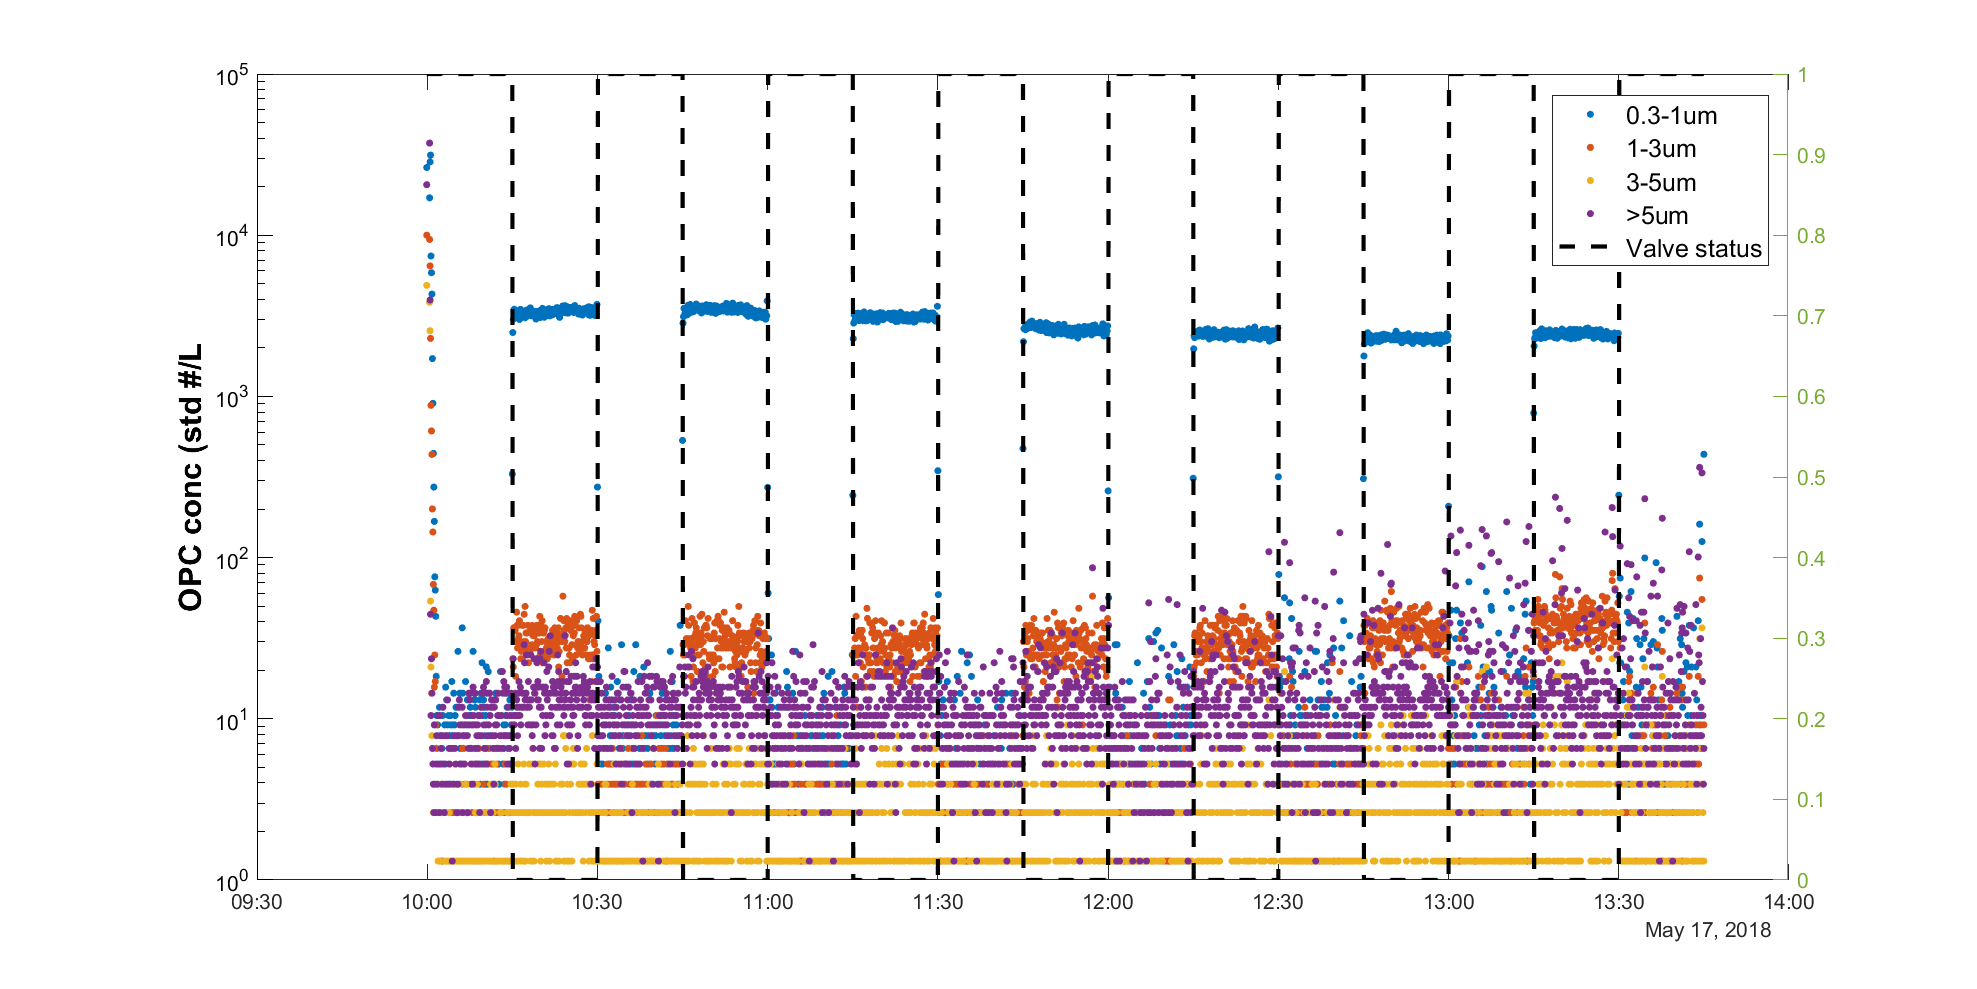 OPC conc (std #/L
10^5
10^4
10^3
10^2
10^1
10^0
1
0.9
0.8
0.7
0.6
0.5
0.4
0.3
0.2
0.1
0
0.3-1um
1-3um
3-5um
>5um
Valve status
09:30 10:00 10:30 11:00 11:30 12:00 12:30 13:00 13:30 14:00
May 17, 2018